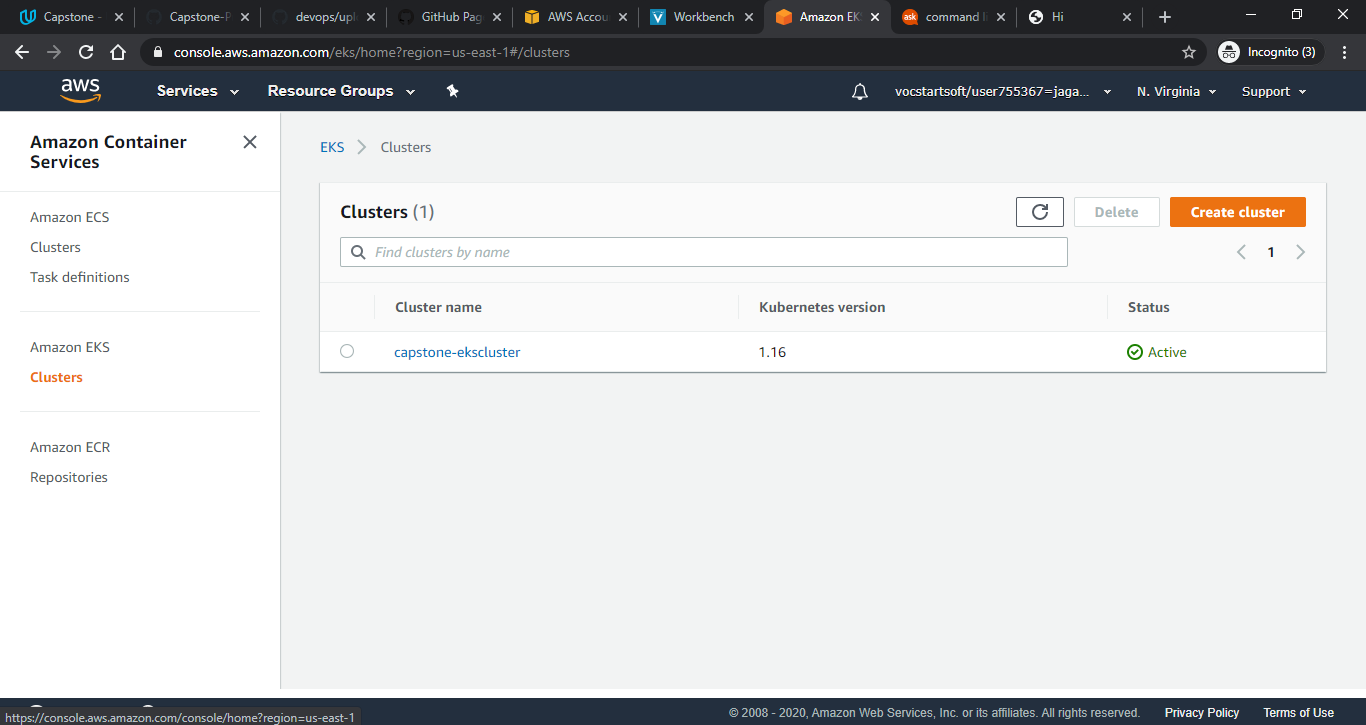 Capstone -
Capstone-P
devops/upl
GitHub Pag
AWS Accou
Workbench
Amazon EK
ask
command li
Hi
console.aws.amazon.com/eks/home?region=us-east-1#/clusters
Incognito (3)
aws
Services
Resource Groups
vocstartsoft/user755367=jaga...
N. Virginia
Support
Amazon Container
Services
Amazon ECS
Clusters
Task definitions
Amazon EKS
Clusters
Amazon ECR
Repositories
EKS
Clusters
Clusters (1)
Delete
Create cluster
Find clusters by name
1
Cluster name
Kubernetes version
Status
capstone-ekscluster
1.16
Active
https://console.aws.amazon.com/console/home?region=us-east-1
© 2008 - 2020, Amazon Web Services, Inc. or its affiliates. All rights reserved.
Privacy Policy
Terms of Use